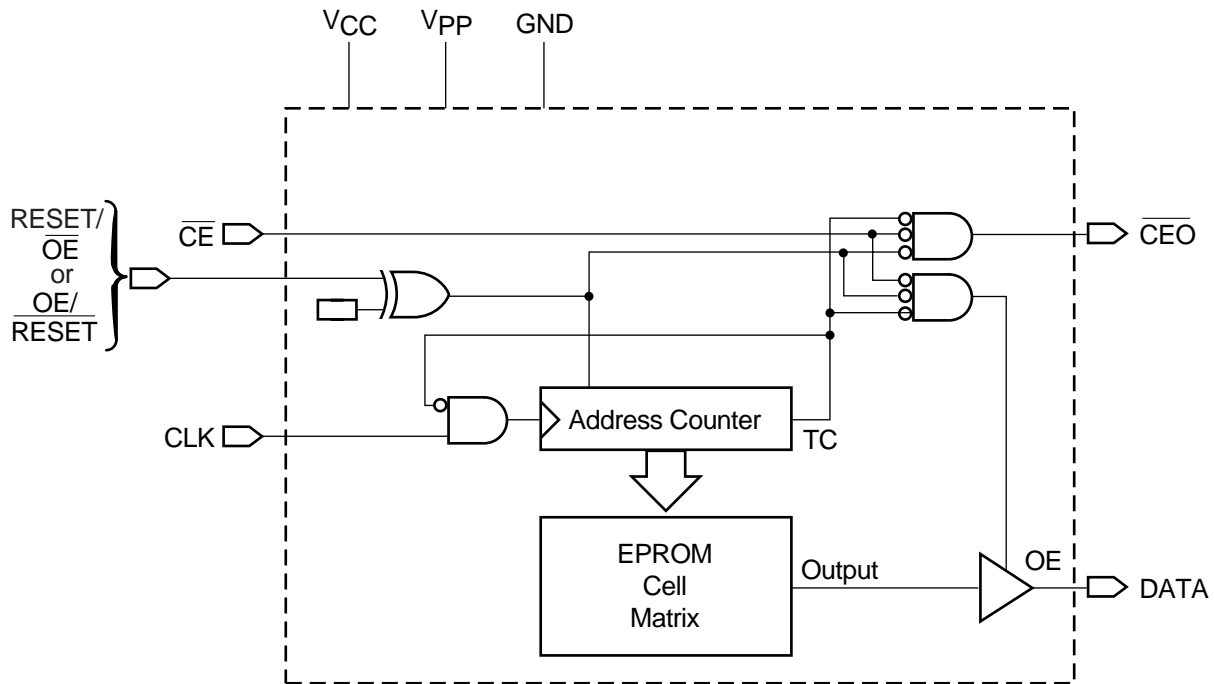 VCC VPP GND
RESET/
OE
or
OE/
RESET
CE
CEO
CLK
Address Counter
TC
EPROM
Cell
Matrix
Output
OE
DATA